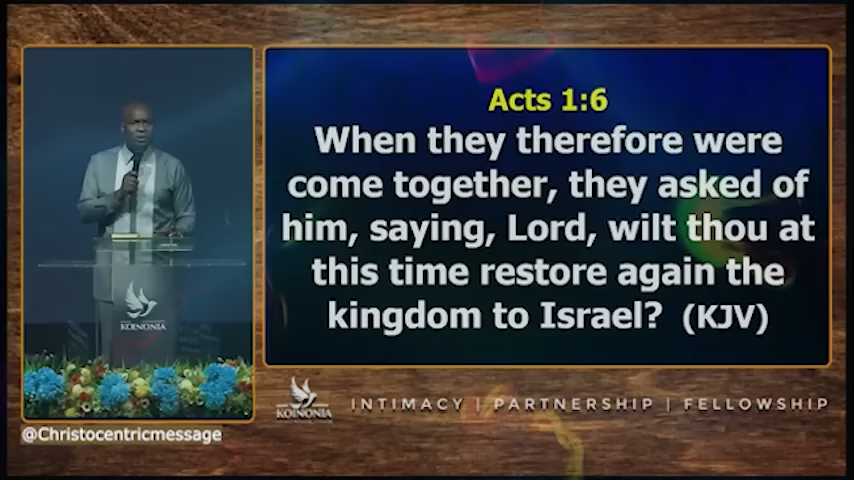 Acts 1:6
When they therefore were
come together, they asked of
him, saying, Lord, wilt thou at
this time restore again the
kingdom to Israel? (KJV)
KOINONIA
KOINONIA
INTIMACY | PARTNERSHIP | FELLOWSHIP
@Christocentricmessage